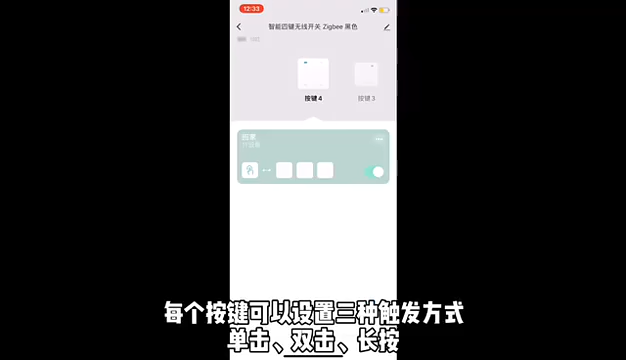 12:33
智能四键无线开关 Zigbee 黑色
按键4
按键3
每个按键可以设置三种触发方式
单击、双击、长按